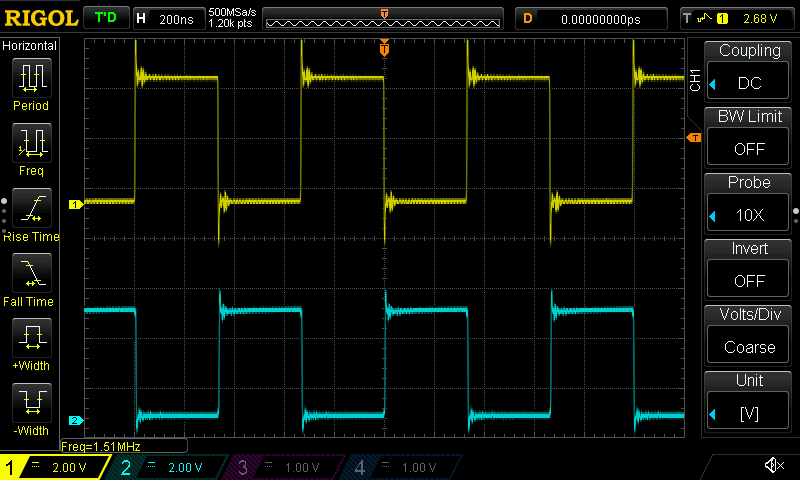 RIGOL T'D H 200ns 500MSa/s T D 0.00000000ps T 1 2.68 V
1.20k pts
Horizontal
Period
Freq
Rise Time
Fall Time
+Width
-Width
T
T
1
2
Freq=1.51MHz
CH1
Coupling
DC
BW Limit
OFF
Probe
10X
Invert
OFF
Volts/Div
Coarse
Unit
[V]
1 2.00 V 2 2.00 V 3 1.00 V 4 1.00 V